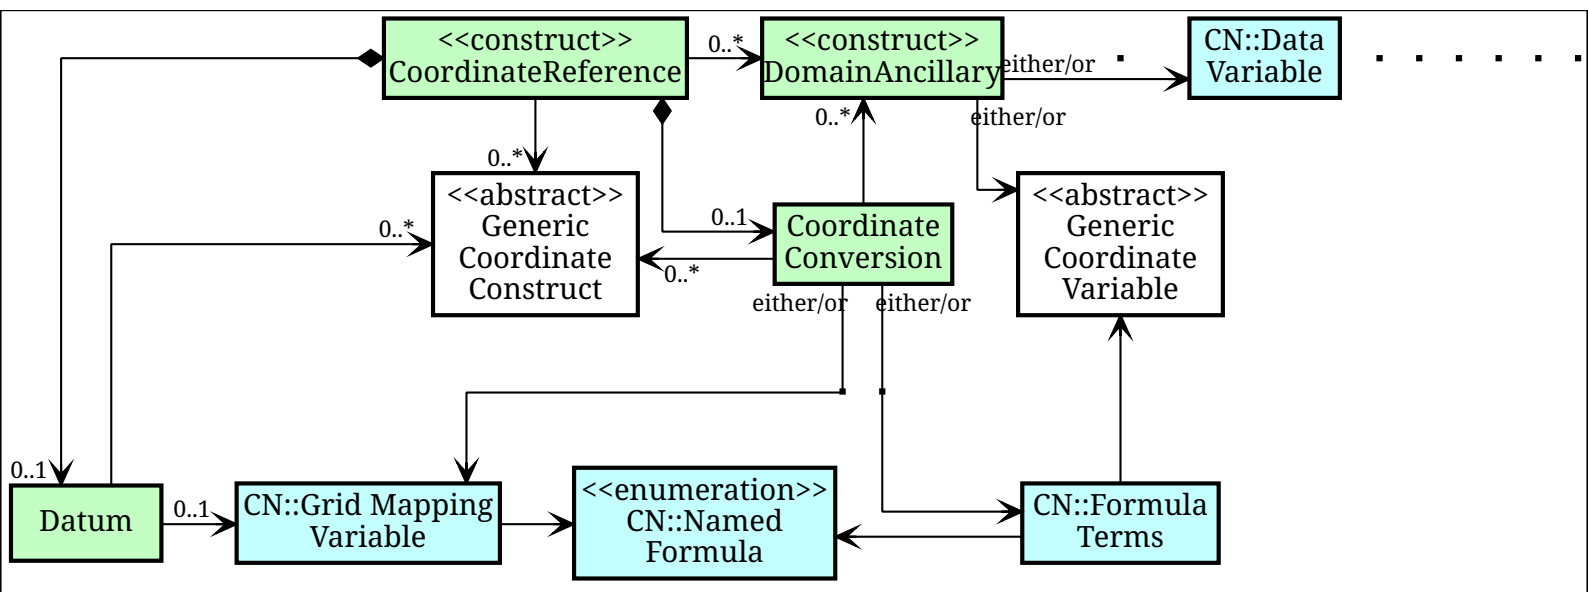 <<construct>>
CoordinateReference
0..*
<<construct>>
DomainAncillary
either/or
CN::Data
Variable
0..*
0..*
either/or
<<abstract>>
Generic
Coordinate
Construct
0..*
0..1
0..*
Coordinate
Conversion
<<abstract>>
Generic
Coordinate
Variable
either/or
either/or
0..1
Datum
0..1
CN::Grid Mapping
Variable
<<enumeration>>
CN::Named
Formula
CN::Formula
Terms